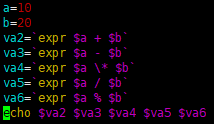 a=10
b=20
va2=`expr $a + $b`
va3=`expr $a - $b`
va4=`expr $a \* $b`
va5=`expr $a / $b`
va6=`expr $a % $b`
echo $va2 $va3 $va4 $va5 $va6